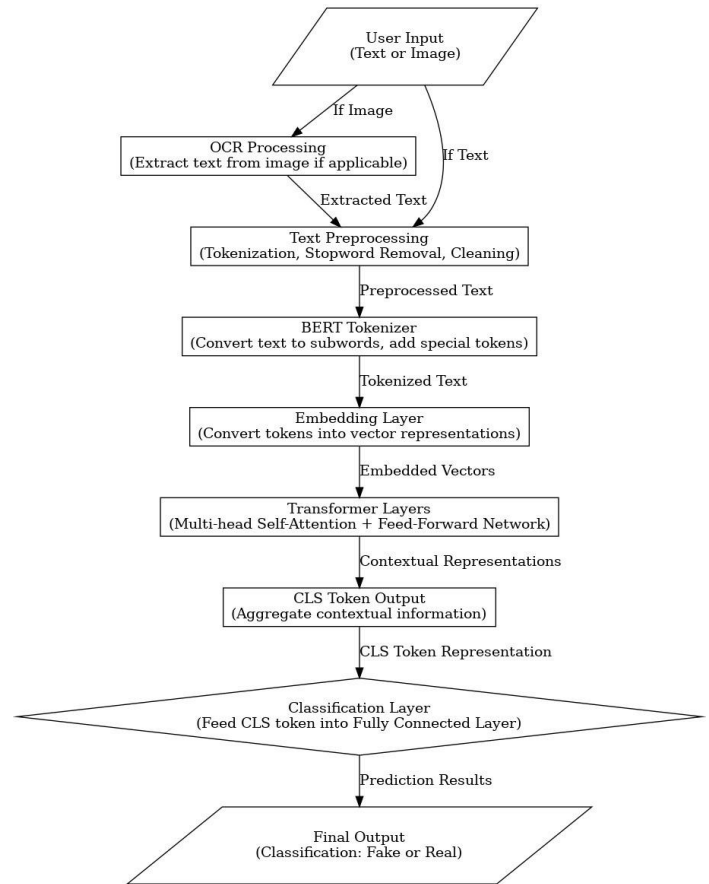 User Input
(Text or Image)
If Image
OCR Processing
(Extract text from image if applicable)
If Text
Extracted Text
Text Preprocessing
(Tokenization, Stopword Removal, Cleaning)
Preprocessed Text
BERT Tokenizer
(Convert text to subwords, add special tokens)
Tokenized Text
Embedding Layer
(Convert tokens into vector representations)
Embedded Vectors
Transformer Layers
(Multi-head Self-Attention + Feed-Forward Network)
Contextual Representations
CLS Token Output
(Aggregate contextual information)
CLS Token Representation
Classification Layer
(Feed CLS token into Fully Connected Layer)
Prediction Results
Final Output
(Classification: Fake or Real)